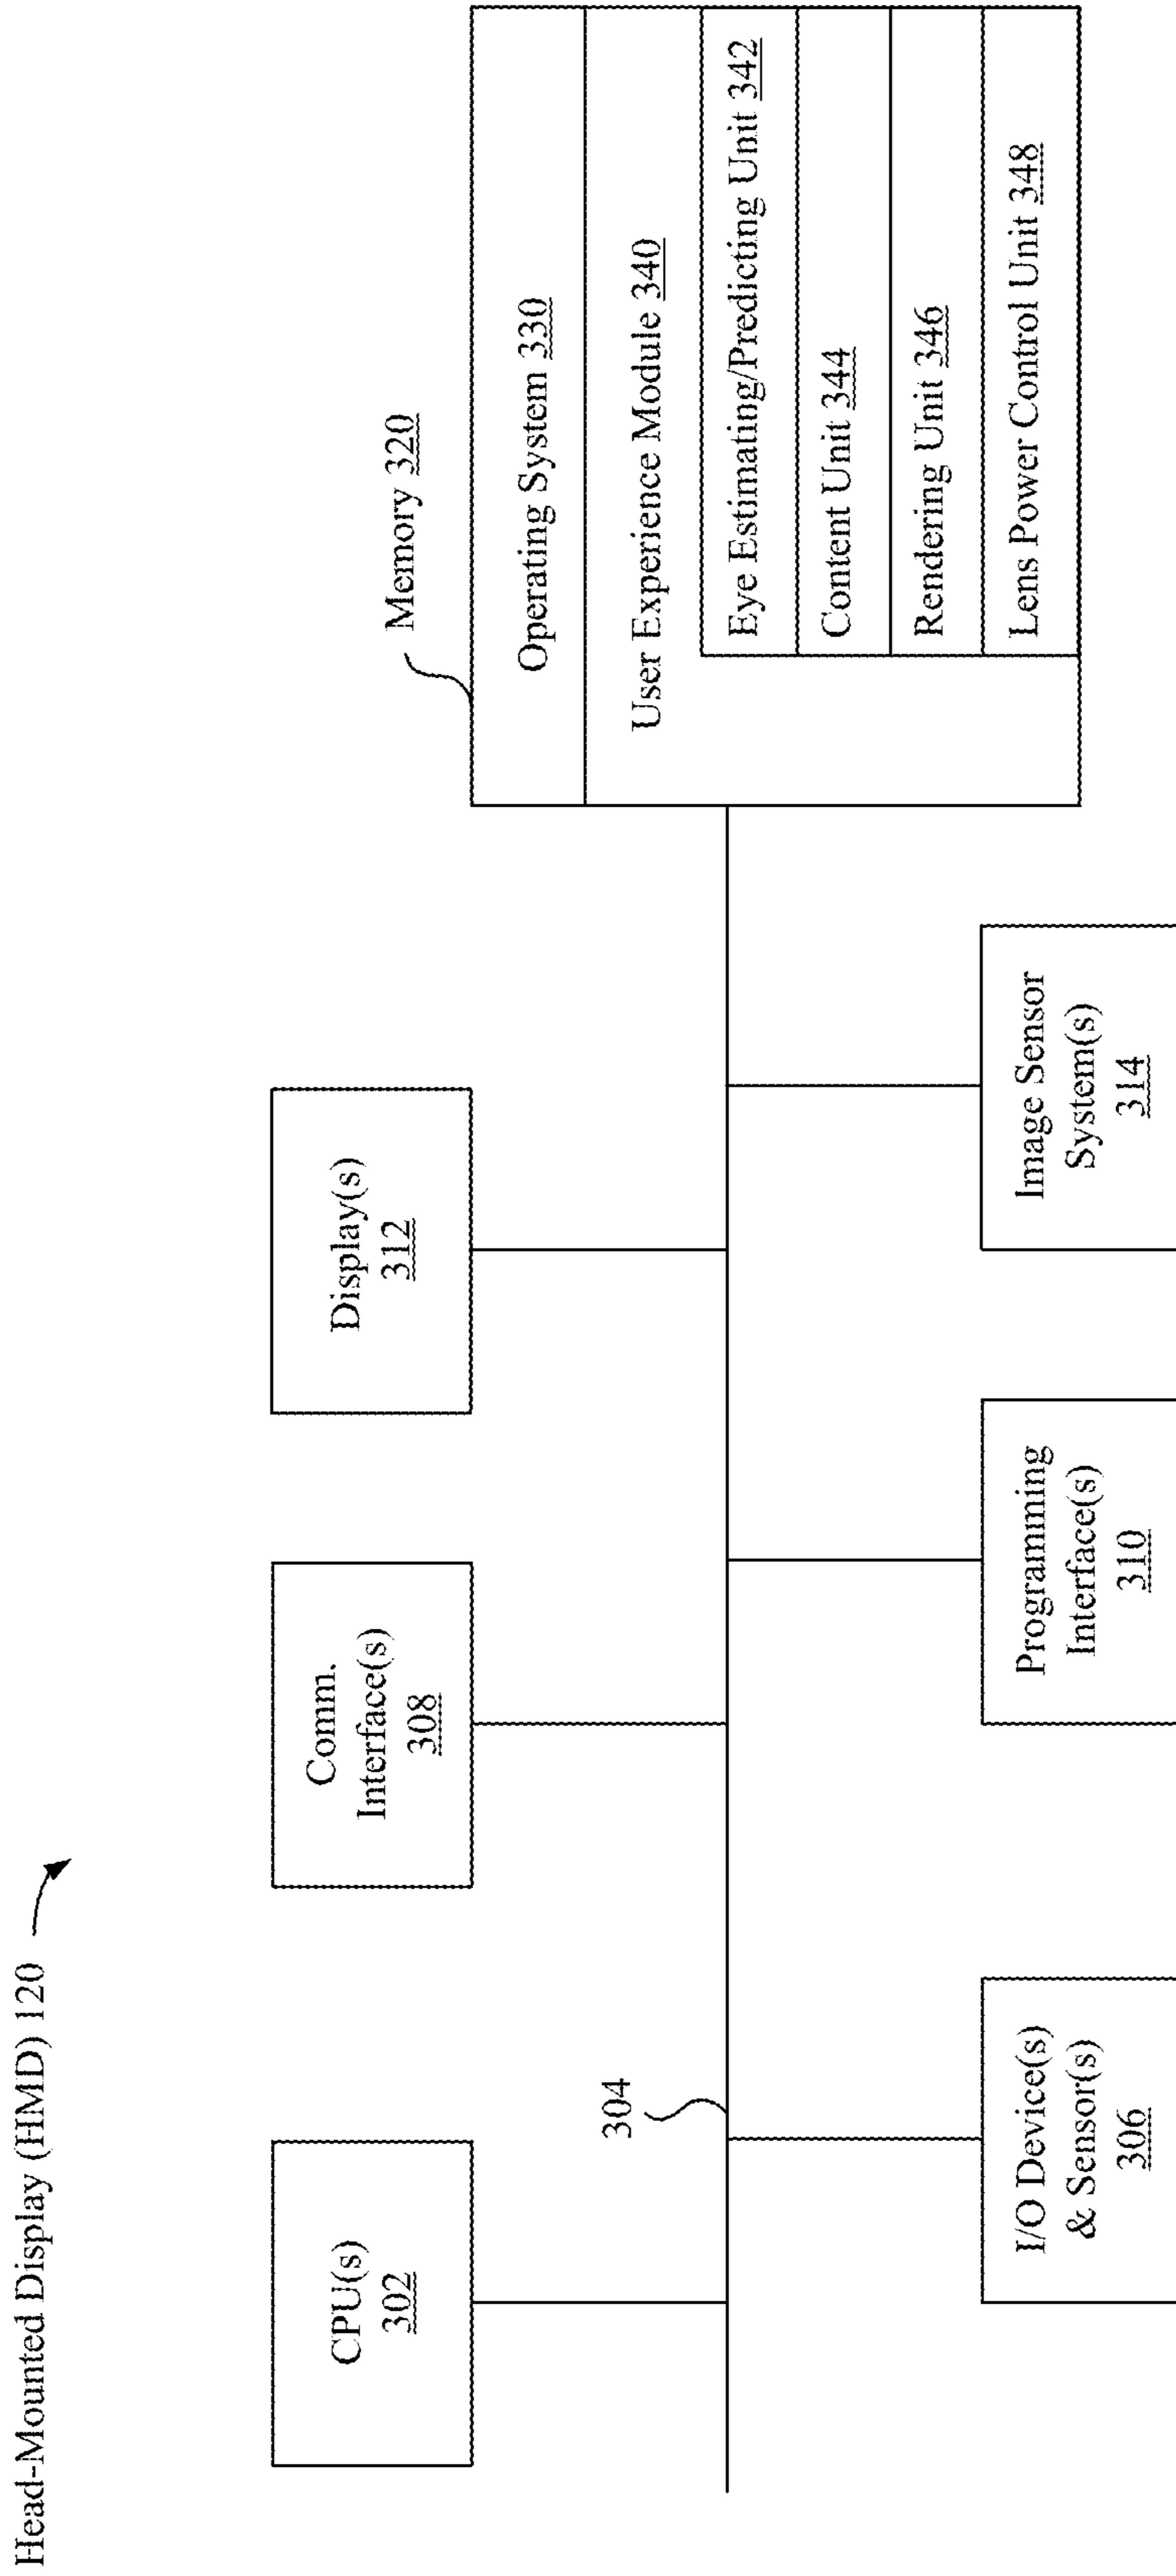 Head-Mounted Display (HMD) 120
CPU(s)
302
Comm.
Interface(s)
308
Display(s)
312
Memory 320
Operating System 330
User Experience Module 340
Eye Estimating/Predicting Unit 342
Content Unit 344
Rendering Unit 346
Lens Power Control Unit 348
304
I/O Device(s)
& Sensor(s)
306
Programming
Interface(s)
310
Image Sensor
System(s)
314